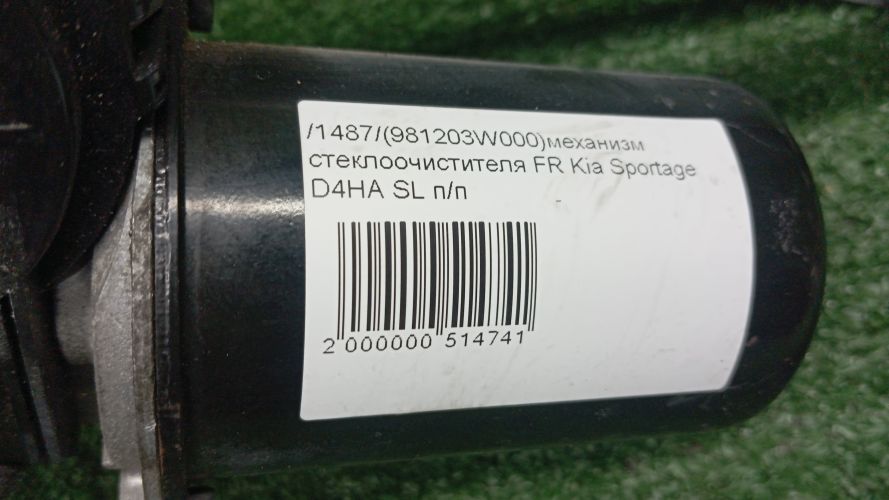 /1487/(981203W000)механизм
стеклоочистителя FR Kia Sportage
D4HA SL п/п
2 000000 514741